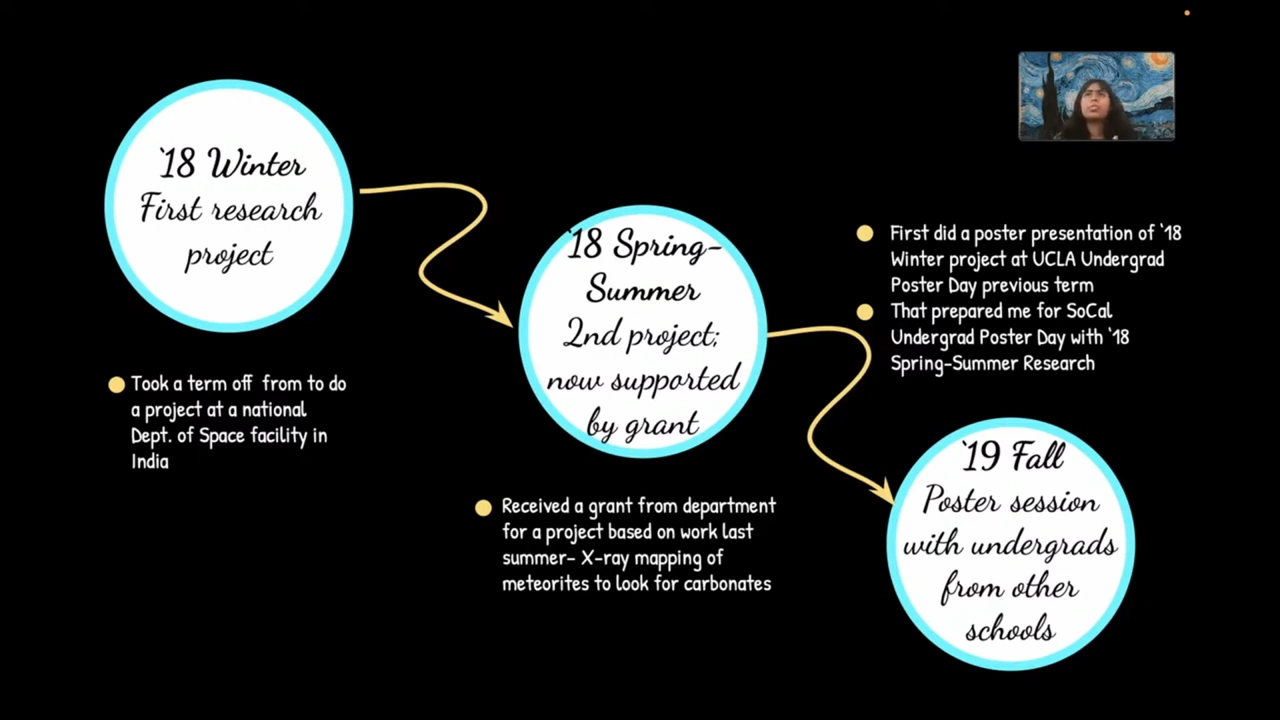 ‘18 Winter
First research
project
Took a term off from to do
a project at a national
Dept. of Space facility in
India
‘18 Spring-
Summer
2nd project;
now supported
by grant
Received a grant from department
for a project based on work last
summer- X-ray mapping of
meteorites to look for carbonates
First did a poster presentation of ‘18
Winter project at UCLA Undergrad
Poster Day previous term
That prepared me for SoCal
Undergrad Poster Day with ‘18
Spring-Summer Research
‘19 Fall
Poster session
with undergrads
from other
schools